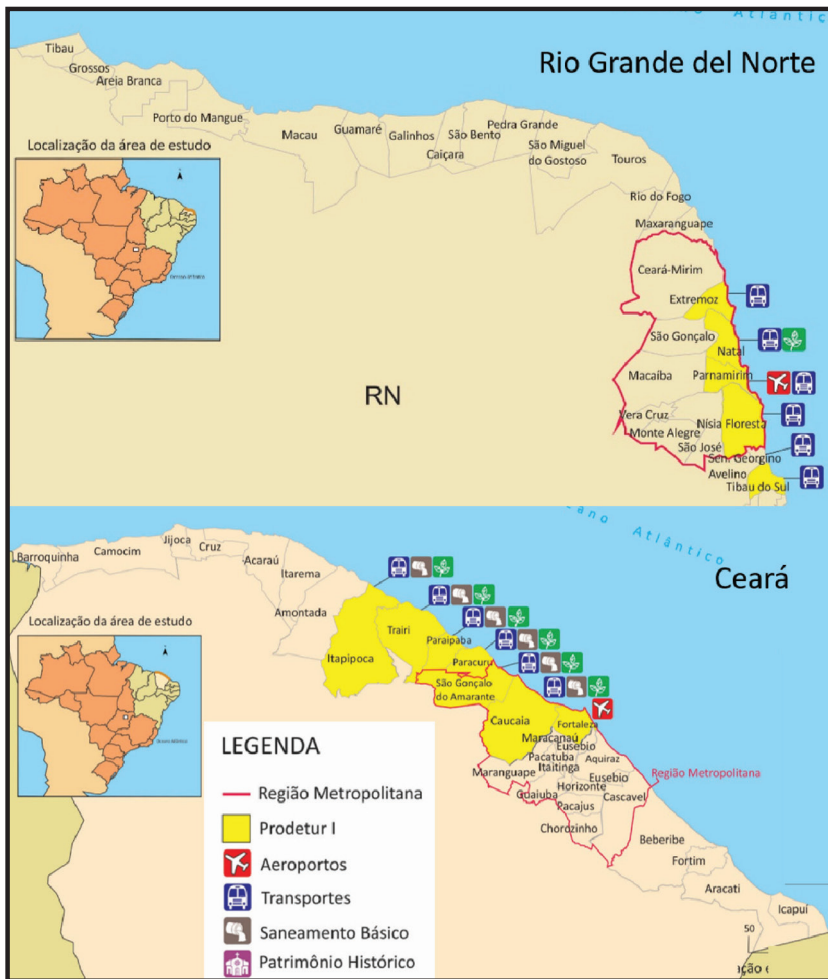 Atlântico
Rio Grande del Norte
Tibau
Grossos
Areia Branca
Porto do Mangue
Macau
Guamaré
Galinhos
Caiçara
São Bento
Pedra Grande
São Miguel
do Gostoso
Touros
Rio do Fogo
Maxaranguape
Localização da área de estudo
Ceará-Mirim
Extremoz
São Gonçalo
Natal
Macaíba
Parnamirim
RN
Vera Cruz
Monte Alegre
São José
Nísia Floresta
Sen. Georgino
Avelino
Tibau do Sul
Atlântico
Ceará
Barroquinha
Camocim
Jijoca
Cruz
Acaraú
Itarema
Amontada
Localização da área de estudo
Itapipoca
Trairi
Paraipaba
Paracuru
São Gonçalo
do Amarante
Caucaia
Fortaleza
Maracanaú
Eusebio
Pacatuba
Aquiraz
Itaitinga
Maranguape
Eusebio
Horizonte
Guaiuba
Cascavel
Pacajus
Chorozinho
Região Metropolitana
Beberibe
Fortim
Aracati
Icapui
50
LEGENDA
Região Metropolitana
Prodetur I
Aeroportos
Transportes
Saneamento Básico
Patrimônio Histórico